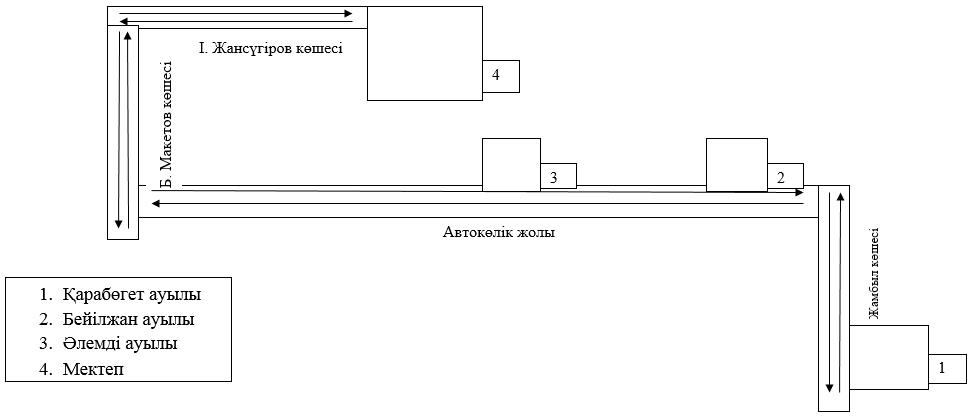 І. Жансүгіров көшесі
4
Б. Макетов көшесі
3
2
Автокөлік жолы
Жамбыл көшесі
1. Қарабөгет ауылы
2. Бейілжан ауылы
3. Әлемді ауылы
4. Мектеп
1